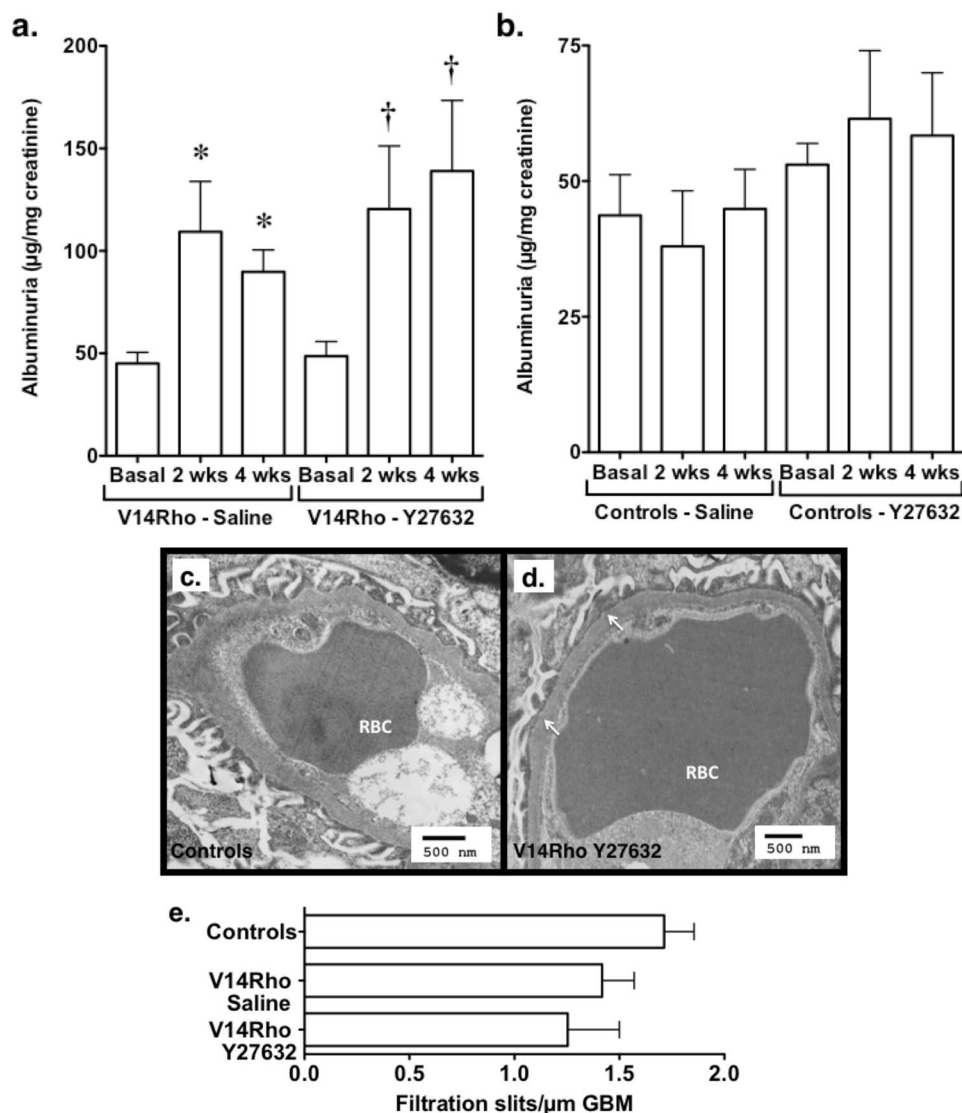 a.
Albuminuria (µg/mg creatinine)
200
150
100
50
0
*
*
†
†
Basal 2 wks 4 wks Basal 2 wks 4 wks
V14Rho - Saline V14Rho - Y27632
b.
Albuminuria (µg/mg creatinine)
75
50
25
0
Basal 2 wks 4 wks Basal 2 wks 4 wks
Controls - Saline Controls - Y27632
c.
RBC
Controls
500 nm
d.
RBC
V14Rho Y27632
500 nm
e.
Controls
V14Rho
Saline
V14Rho
Y27632
0.0 0.5 1.0 1.5 2.0
Filtration slits/µm GBM